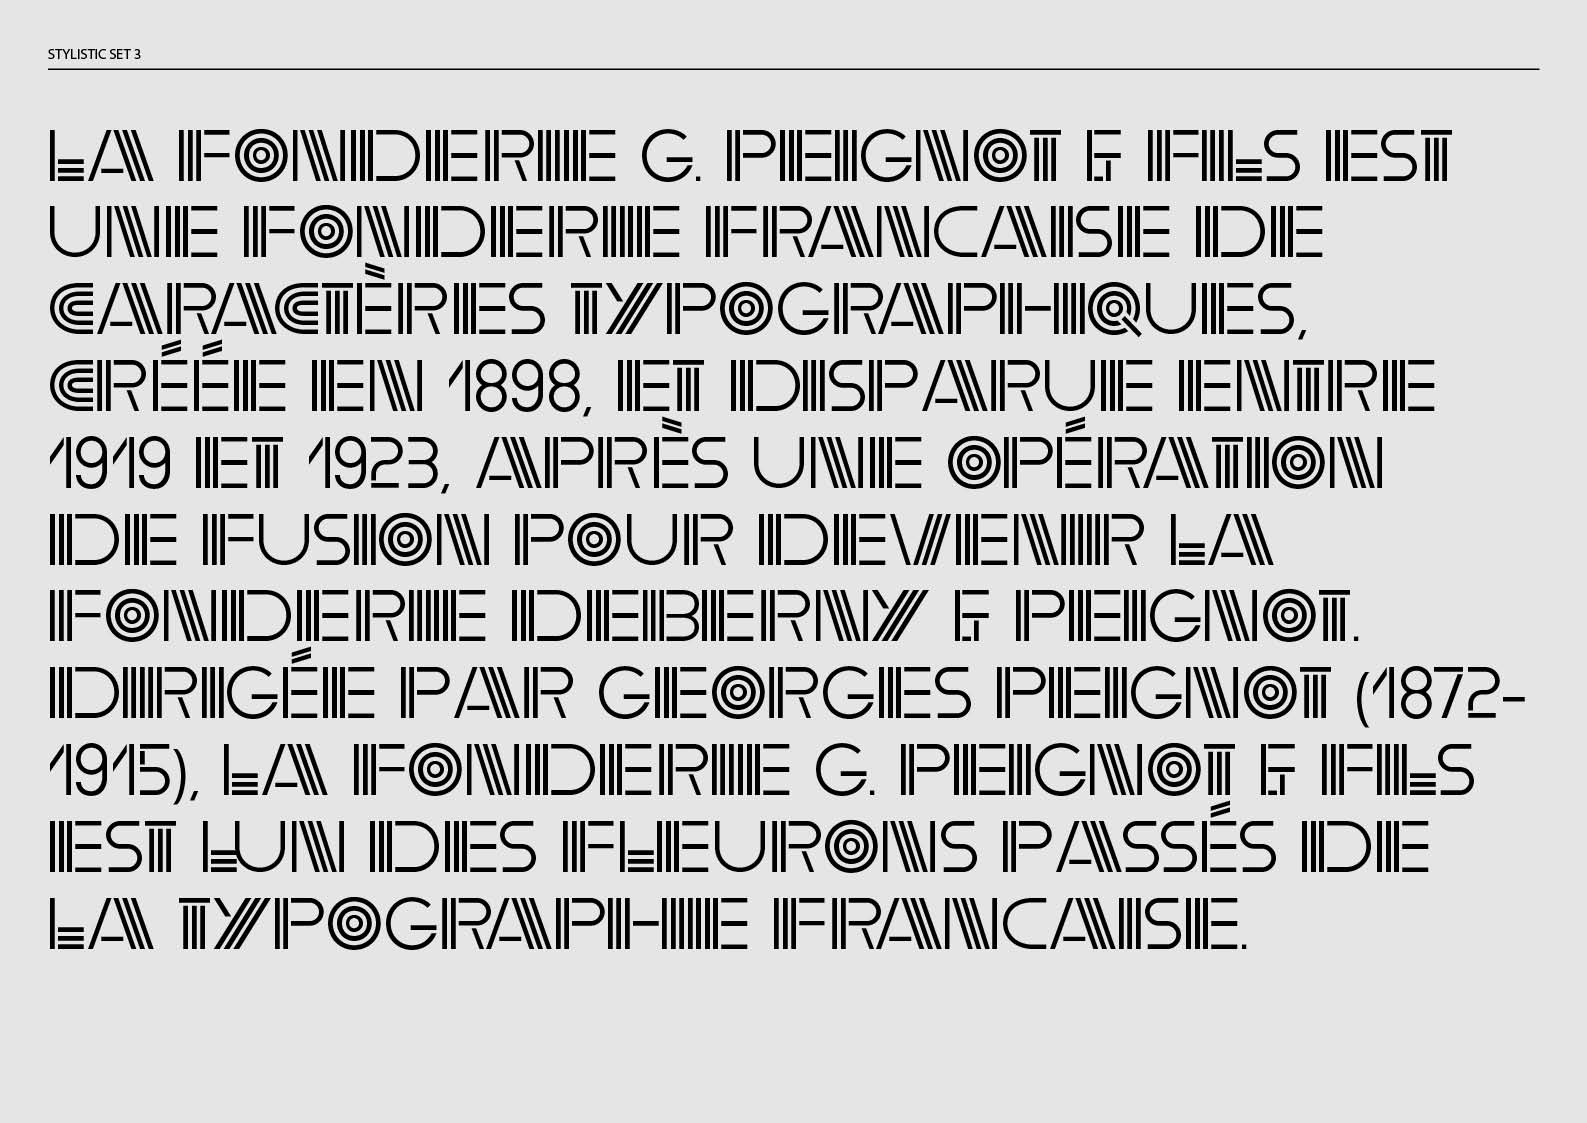 STYLISTIC SET 3
LA FONDERIE G. PEIGNOT & FILS EST
UNE FONDERIE FRANCAISE DE
CARACTÈRES TYPOGRAPHIQUES,
CRÉÉE EN 1898, ET DISPARUE ENTRE
1919 ET 1923, APRÈS UNE OPÉRATION
DE FUSION POUR DEVENIR LA
FONDERIE DEBERNY & PEIGNOT.
DIRIGÉE PAR GEORGES PEIGNOT (1872-
1915), LA FONDERIE G. PEIGNOT & FILS
EST L'UN DES FLEURONS PASSÉS DE
LA TYPOGRAPHIE FRANCAISE.